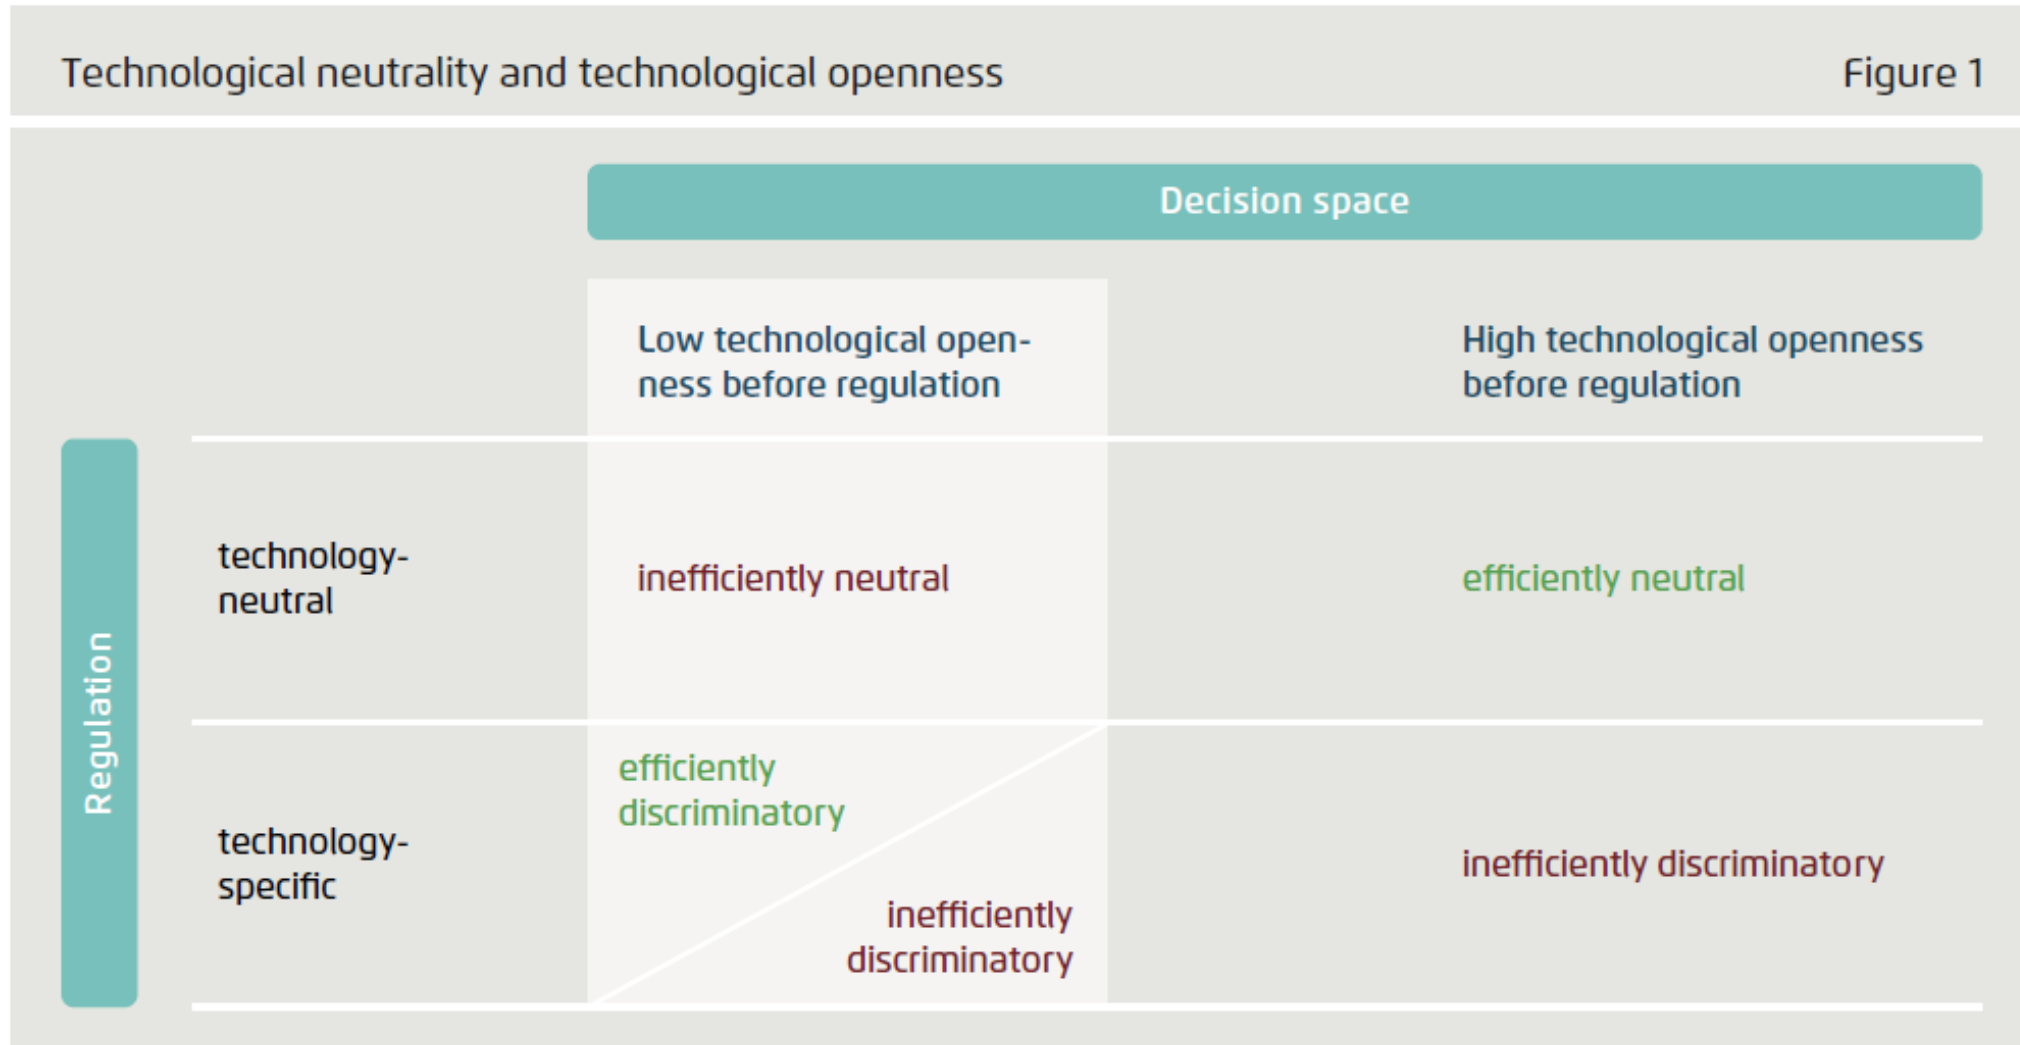 Technological neutrality and technological openness
Figure 1
Decision space
Low technological open-
ness before regulation
High technological openness
before regulation
Regulation
technology-
neutral
inefficiently neutral
efficiently neutral
technology-
specific
efficiently
discriminatory
inefficiently
discriminatory
inefficiently discriminatory